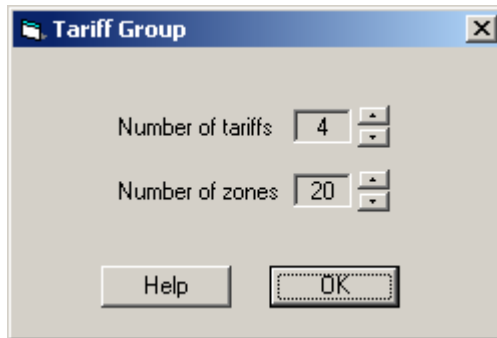 Tariff Group
Number of tariffs 4
Number of zones 20
Help OK